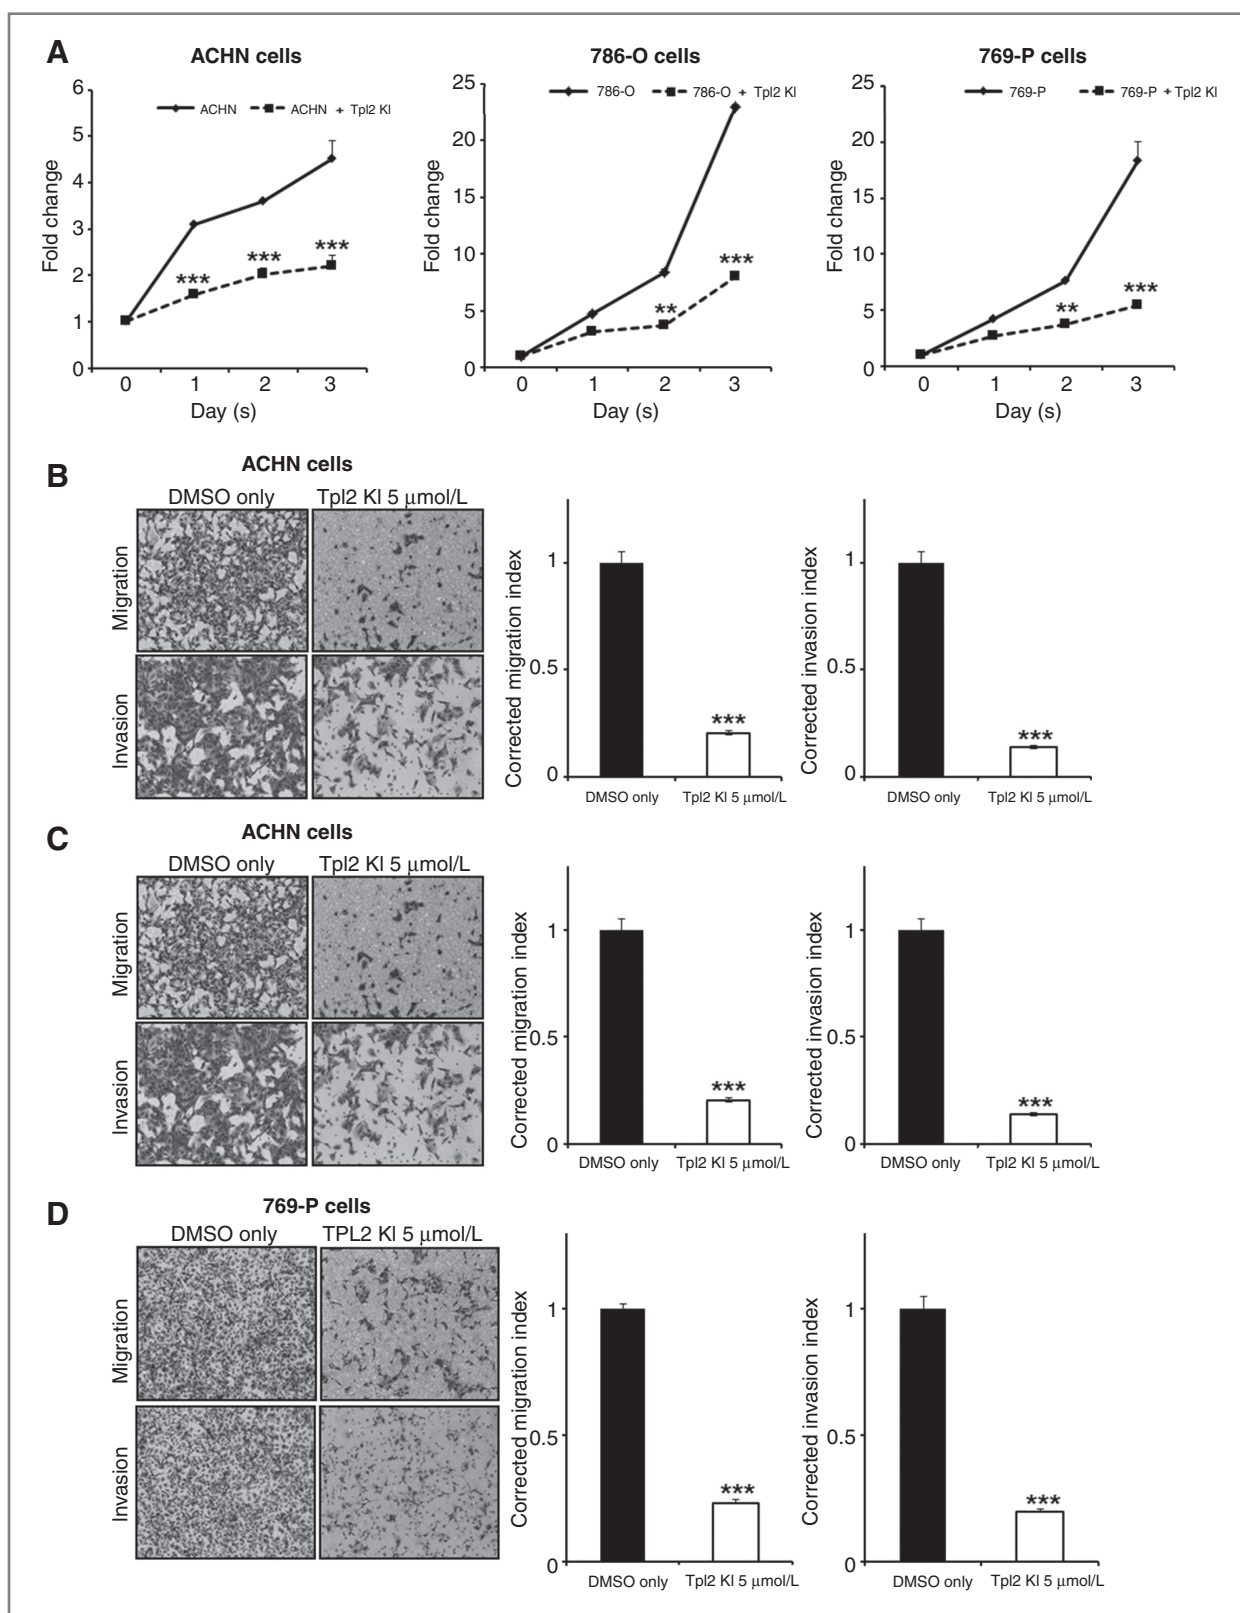 A
ACHN cells
786-O cells
769-P cells
ACHN
ACHN + Tpl2 KI
786-O
786-O + Tpl2 KI
769-P
769-P + Tpl2 KI
Fold change
6
5
4
3
2
1
0
***
***
***
0 1 2 3
Day (s)
Fold change
25
20
15
10
5
0
**
***
0 1 2 3
Day (s)
Fold change
25
20
15
10
5
0
**
***
0 1 2 3
Day (s)
B
ACHN cells
DMSO only
Tpl2 KI 5 μmol/L
Migration
Invasion
Corrected migration index
1
0.5
0
***
DMSO only
Tpl2 KI 5 μmol/L
Corrected invasion index
1
0.5
0
***
DMSO only
Tpl2 KI 5 μmol/L
C
ACHN cells
DMSO only
Tpl2 KI 5 μmol/L
Migration
Invasion
Corrected migration index
1
0.5
0
***
DMSO only
Tpl2 KI 5 μmol/L
Corrected invasion index
1
0.5
0
***
DMSO only
Tpl2 KI 5 μmol/L
D
769-P cells
DMSO only
TPL2 KI 5 μmol/L
Migration
Invasion
Corrected migration index
1
0.5
0
***
DMSO only
Tpl2 KI 5 μmol/L
Corrected invasion index
1
0.5
0
***
DMSO only
Tpl2 KI 5 μmol/L